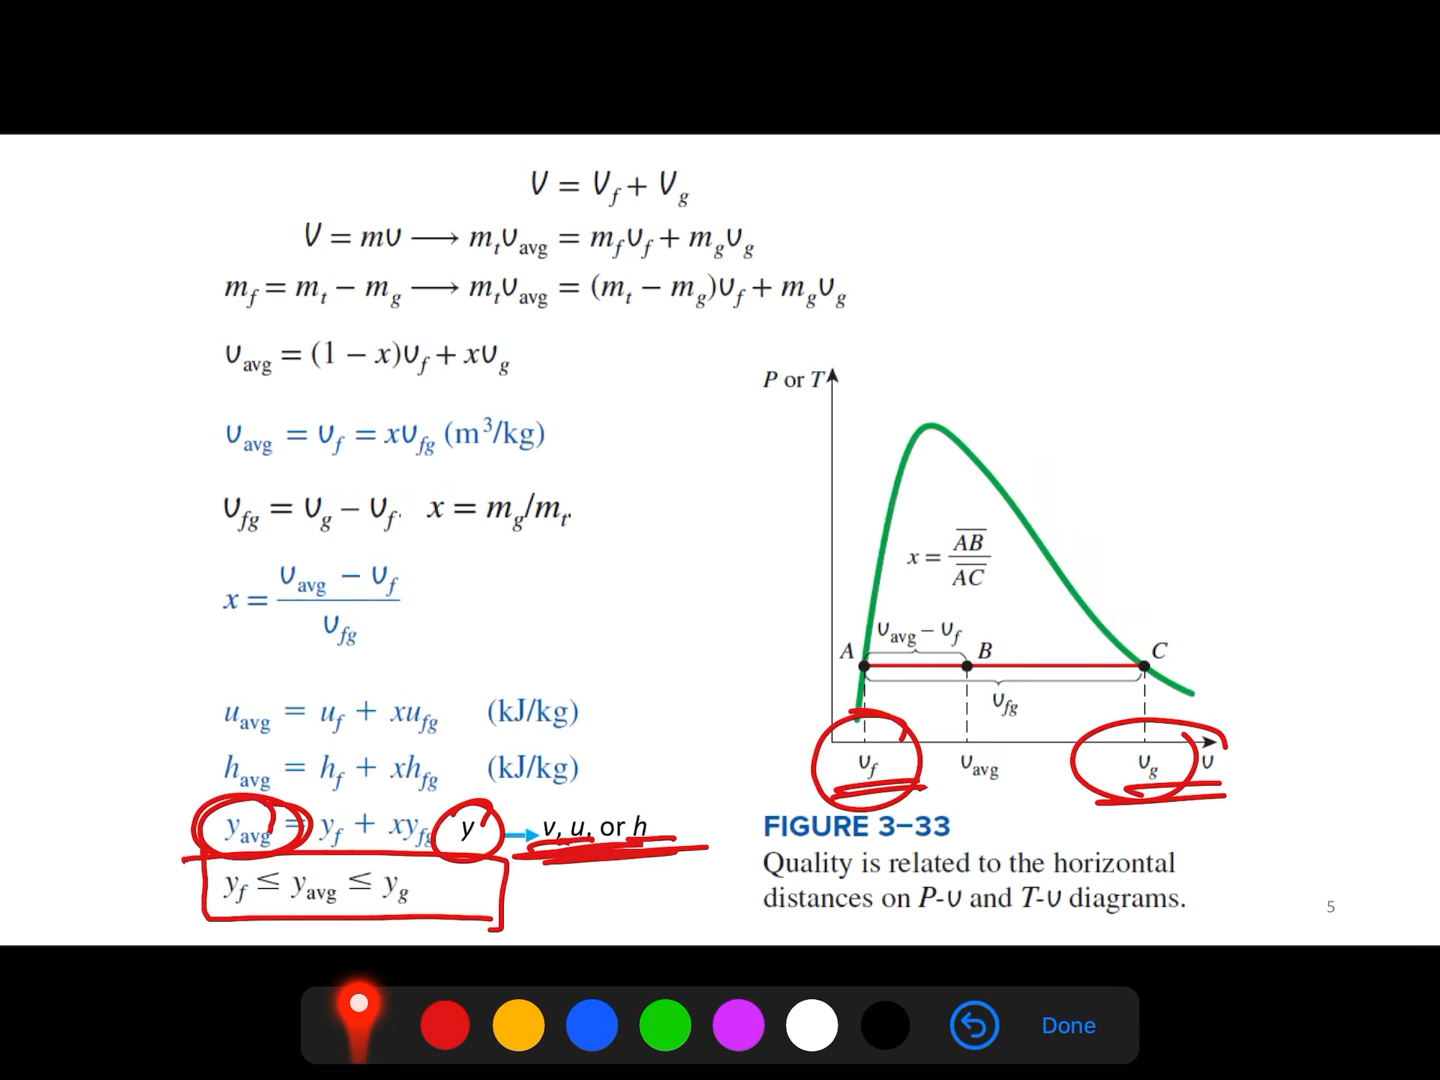 V = V_f + V_g
V = mυ ⟶ m_tυ_avg = m_fυ_f + m_gυ_g
m_f = m_t − m_g ⟶ m_tυ_avg = (m_t − m_g)υ_f + m_gυ_g
υ_avg = (1 − x)υ_f + xυ_g
υ_avg = υ_f = xυ_fg (m³/kg)
υ_fg = υ_g − υ_f. x = m_g/m_t.
x = (υ_avg − υ_f)/υ_fg
u_avg = u_f + xu_fg (kJ/kg)
h_avg = h_f + xh_fg (kJ/kg)
y_avg = y_f + xy_fg y → v, u, or h
y_f ≤ y_avg ≤ y_g
P or T
x = AB/AC
υ_avg − υ_f
A B C
υ_fg
υ_f υ_avg υ_g υ
FIGURE 3–33
Quality is related to the horizontal
distances on P-υ and T-υ diagrams.
5
Done